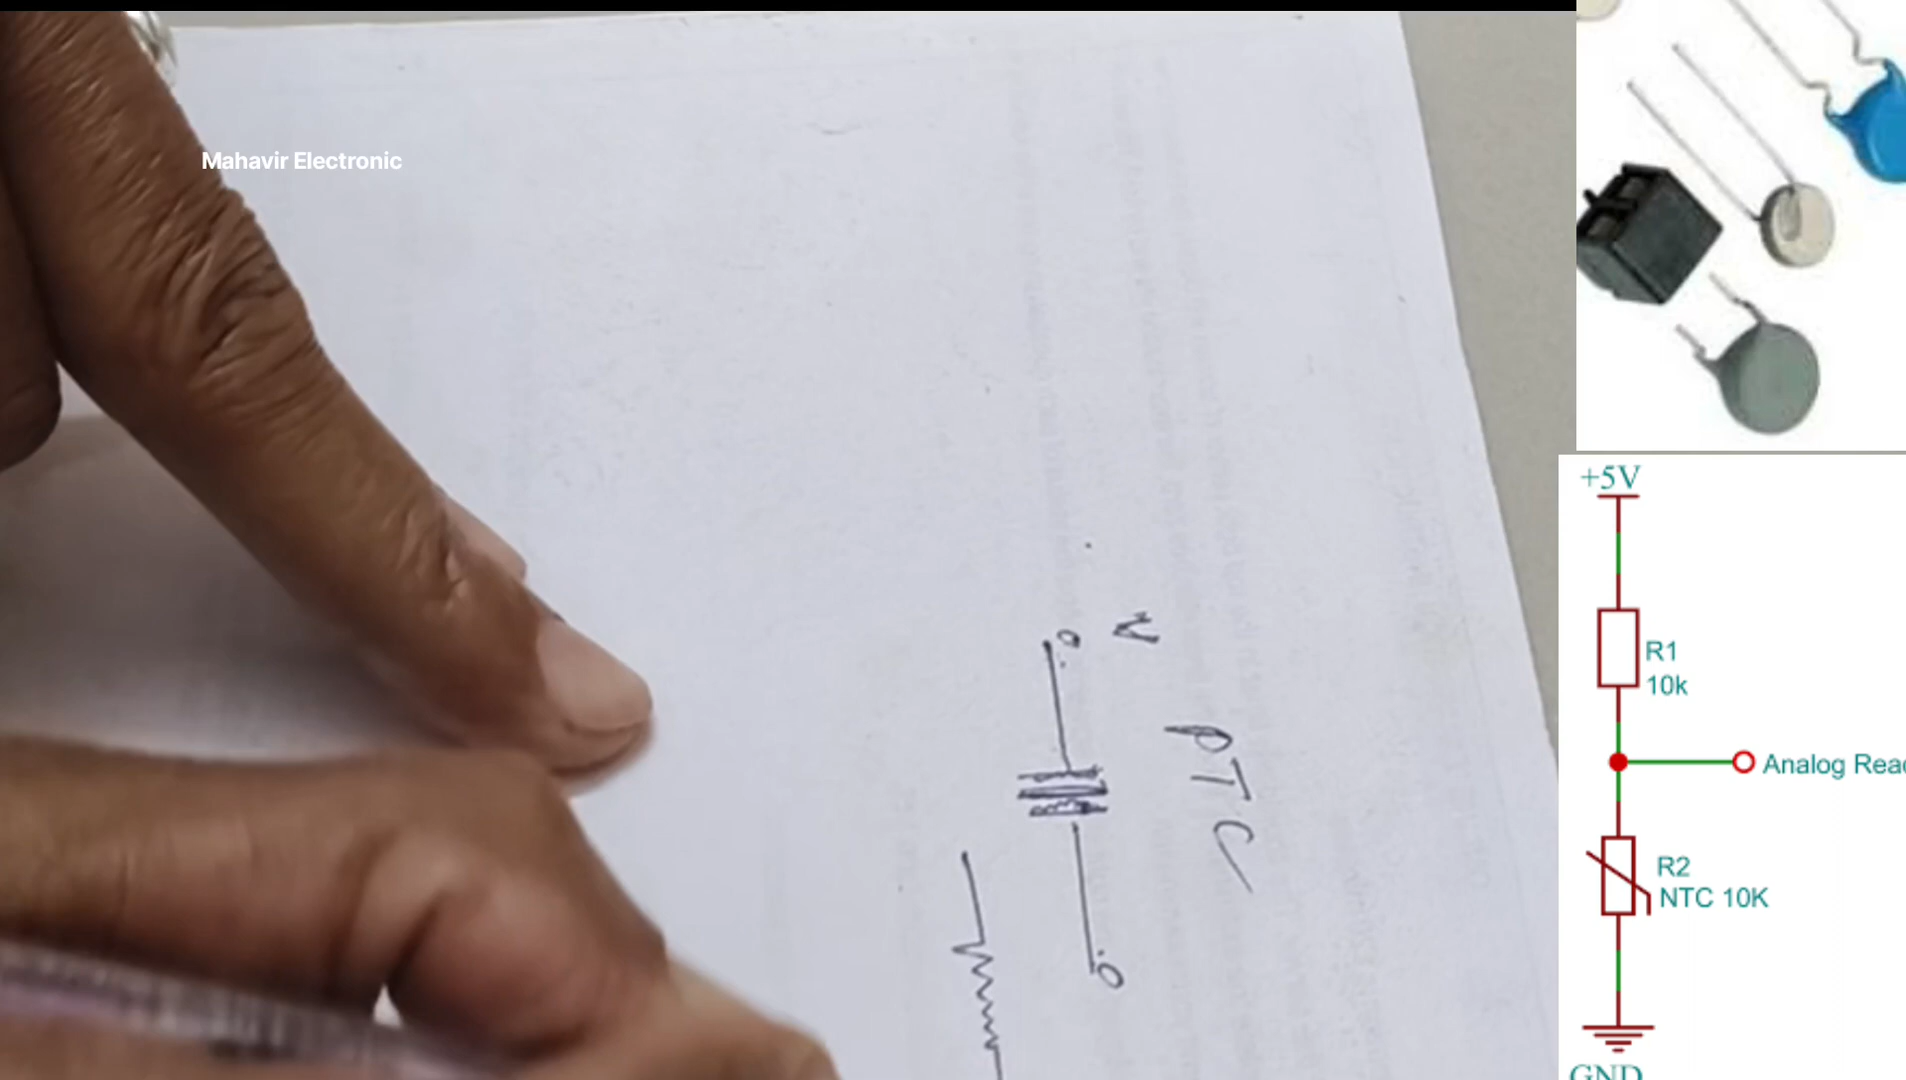 Mahavir Electronic
N
PTC
+5V
R1
10k
Analog Rea
R2
NTC 10K
GND